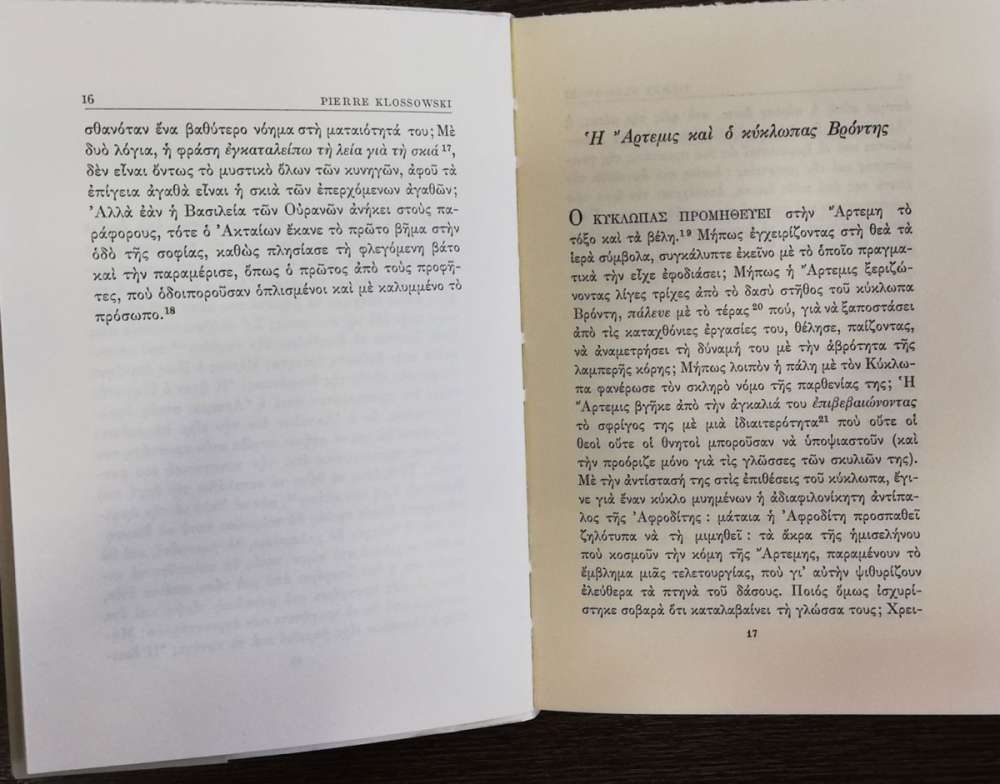 16
PIERRE KLOSSOWSKI
σθανόταν ἕνα βαθύτερο νόημα στὴ ματαιότητά του; Μὲ
δυὸ λόγια, ἡ φράση ἐγκαταλείπω τὴ λεία γιὰ τὴ σκιά¹⁷,
δὲν εἶναι ὄντως τὸ μυστικὸ ὅλων τῶν κυνηγῶν, ἀφοῦ τὰ
ἐπίγεια ἀγαθὰ εἶναι ἡ σκιὰ τῶν ἐπερχόμενων ἀγαθῶν;
Ἀλλὰ ἐὰν ἡ Βασιλεία τῶν Οὐρανῶν ἀνήκει στοὺς πα-
ράφορους, τότε ὁ Ἀκταίων ἔκανε τὸ πρῶτο βῆμα στὴν
ὁδὸ τῆς σοφίας, καθὼς πλησίασε τὴ φλεγόμενη βάτο
καὶ τὴν παραμέρισε, ὅπως ὁ πρῶτος ἀπὸ τοὺς προφῆ-
τες, ποὺ ὁδοιποροῦσαν ὁπλισμένοι καὶ μὲ καλυμμένο τὸ
πρόσωπο.¹⁸
Ἡ Ἄρτεμις καὶ ὁ κύκλωπας Βρόντης
Ο ΚΥΚΛΩΠΑΣ ΠΡΟΜΗΘΕΥΕΙ στὴν Ἄρτεμη τὸ
τόξο καὶ τὰ βέλη.¹⁹ Μήπως ἐγχειρίζοντας στὴ θεὰ τὰ
ἱερὰ σύμβολα, συγκάλυπτε ἐκεῖνο μὲ τὸ ὁποῖο πραγμα-
τικὰ τὴν εἶχε ἐφοδιάσει; Μήπως ἡ Ἄρτεμις ξεριζώ-
νοντας λίγες τρίχες ἀπὸ τὸ δασὺ στῆθος τοῦ κύκλωπα
Βρόντη, πάλευε μὲ τὸ τέρας²⁰ πού, γιὰ νὰ ξαποστάσει
ἀπὸ τὶς καταχθόνιες ἐργασίες του, θέλησε, παίζοντας,
νὰ ἀναμετρήσει τὴ δύναμή του μὲ τὴν ἁβρότητα τῆς
λαμπερῆς κόρης; Μήπως λοιπὸν ἡ πάλη μὲ τὸν Κύκλω-
πα φανέρωσε τὸν σκληρὸ νόμο τῆς παρθενίας της; Ἡ
Ἄρτεμις βγῆκε ἀπὸ τὴν ἀγκαλιά του ἐπιβεβαιώνοντας
τὸ σφρίγος της μὲ μιὰ ἰδιαιτερότητα²¹ ποὺ οὔτε οἱ
θεοὶ οὔτε οἱ θνητοὶ μποροῦσαν νὰ ὑποψιαστοῦν (καὶ
τὴν προόριζε μόνο γιὰ τὶς γλῶσσες τῶν σκυλιῶν της).
Μὲ τὴν ἀντίστασή της στὶς ἐπιθέσεις τοῦ κύκλωπα, ἔγι-
νε γιὰ ἕναν κύκλο μυημένων ἡ ἀδιαφιλονίκητη ἀντίπα-
λος τῆς Ἀφροδίτης : μάταια ἡ Ἀφροδίτη προσπαθεῖ
ζηλότυπα νὰ τὴ μιμηθεῖ : τὰ ἄκρα τῆς ἡμισελήνου
ποὺ κοσμοῦν τὴν κόμη τῆς Ἄρτεμης, παραμένουν τὸ
ἔμβλημα μιᾶς τελετουργίας, ποὺ γι' αὐτὴν ψιθυρίζουν
ἐλεύθερα τὰ πτηνὰ τοῦ δάσους. Ποιὸς ὅμως ἰσχυρί-
στηκε σοβαρὰ ὅτι καταλαβαίνει τὴ γλώσσα τους; Χρει-
17